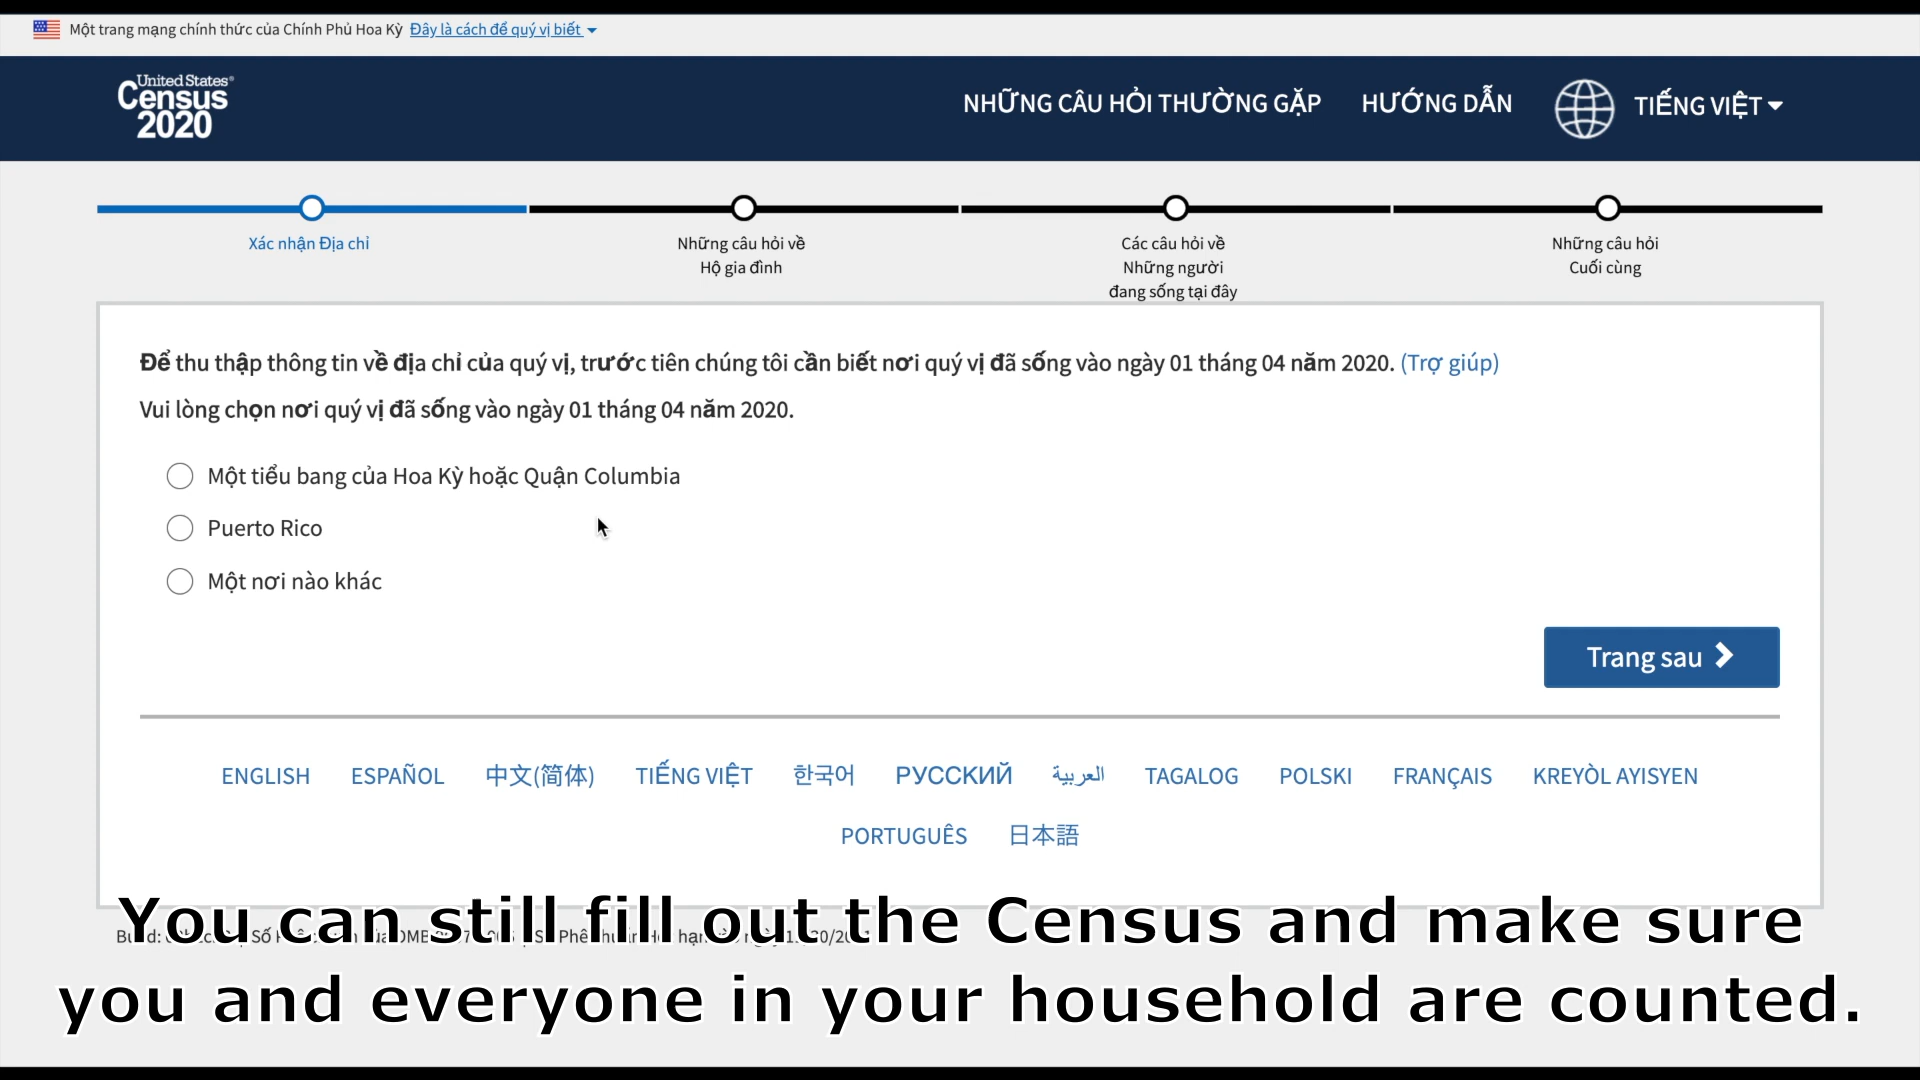 Một trang mạng chính thức của Chính Phủ Hoa Kỳ Đây là cách để quý vị biết
United States®
Census
2020
NHỮNG CÂU HỎI THƯỜNG GẶP HƯỚNG DẪN TIẾNG VIỆT
Xác nhận Địa chỉ
Những câu hỏi về
Hộ gia đình
Các câu hỏi về
Những người
đang sống tại đây
Những câu hỏi
Cuối cùng
Để thu thập thông tin về địa chỉ của quý vị, trước tiên chúng tôi cần biết nơi quý vị đã sống vào ngày 01 tháng 04 năm 2020. (Trợ giúp)
Vui lòng chọn nơi quý vị đã sống vào ngày 01 tháng 04 năm 2020.
Một tiểu bang của Hoa Kỳ hoặc Quận Columbia
Puerto Rico
Một nơi nào khác
Trang sau
ENGLISH ESPAÑOL 中文(简体) TIẾNG VIỆT 한국어 РУССКИЙ العربية TAGALOG POLSKI FRANÇAIS KREYÒL AYISYEN
PORTUGUÊS 日本語
You can still fill out the Census and make sure
you and everyone in your household are counted.